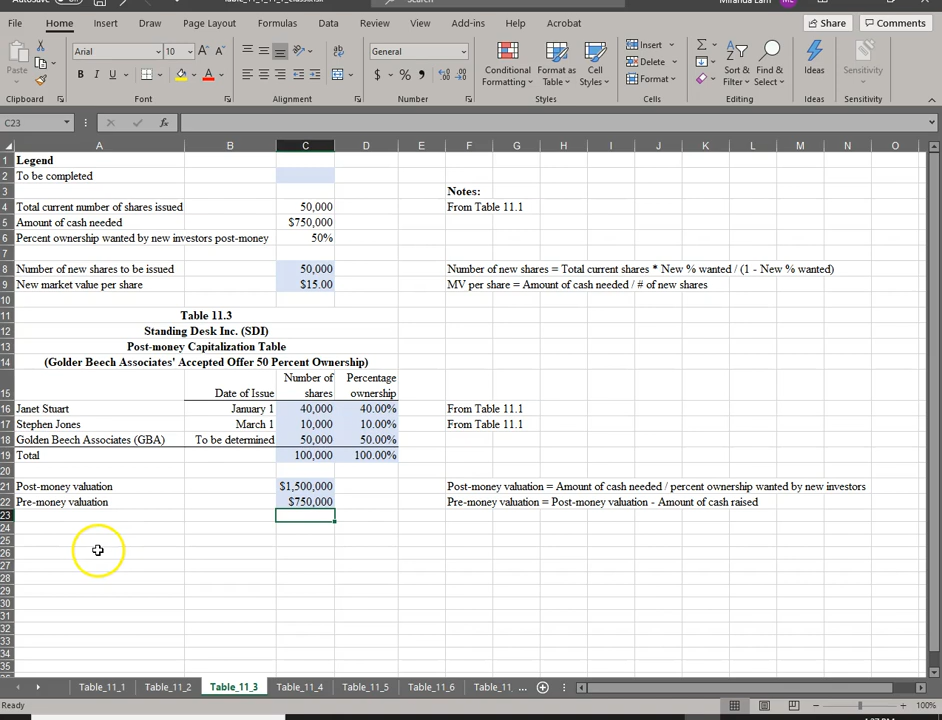 File Home Insert Draw Page Layout Formulas Data Review View Add-ins Help Acrobat Share Comments
Arial 10 General Insert Delete Format
Paste B I U Conditional Formatting Format as Table Cell Styles Sort & Filter Find & Select Ideas Sensitivity
Clipboard Font Alignment Number Styles Cells Editing Ideas Sensitivity
C23 fx
A B C D E F G H I J K L M N O
1 Legend
2 To be completed
3 Notes:
4 Total current number of shares issued 50,000 From Table 11.1
5 Amount of cash needed $750,000
6 Percent ownership wanted by new investors post-money 50%
7
8 Number of new shares to be issued 50,000 Number of new shares = Total current shares * New % wanted / (1 - New % wanted)
9 New market value per share $15.00 MV per share = Amount of cash needed / # of new shares
10
11 Table 11.3
12 Standing Desk Inc. (SDI)
13 Post-money Capitalization Table
14 (Golder Beech Associates' Accepted Offer 50 Percent Ownership)
Number of Percentage
15 Date of Issue shares ownership
16 Janet Stuart January 1 40,000 40.00% From Table 11.1
17 Stephen Jones March 1 10,000 10.00% From Table 11.1
18 Golden Beech Associates (GBA) To be determined 50,000 50.00%
19 Total 100,000 100.00%
20
21 Post-money valuation $1,500,000 Post-money valuation = Amount of cash needed / percent ownership wanted by new investors
22 Pre-money valuation $750,000 Pre-money valuation = Post-money valuation - Amount of cash raised
23
24
25
26
27
28
29
30
31
32
33
34
35
Table_11_1 Table_11_2 Table_11_3 Table_11_4 Table_11_5 Table_11_6 Table_11_ ...
Ready 100%